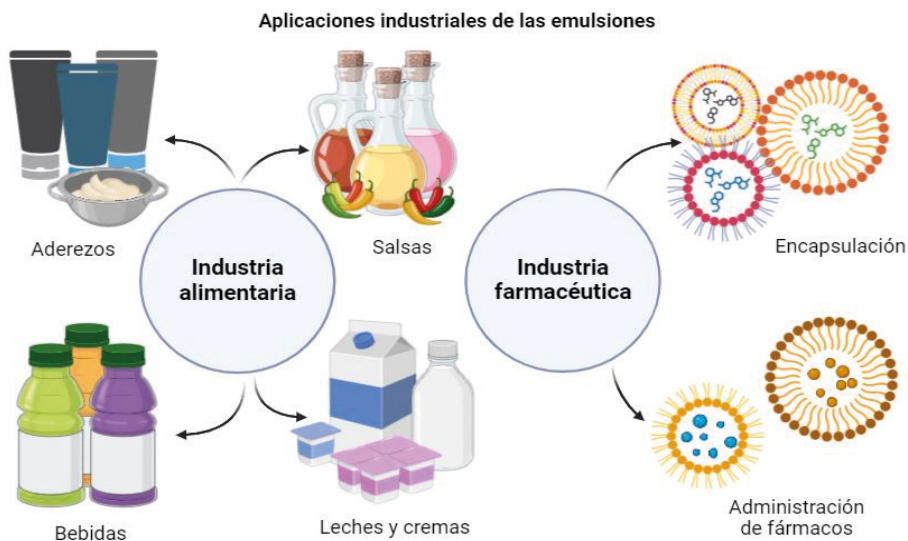 Aplicaciones industriales de las emulsiones
Aderezos
Salsas
Encapsulación
Industria
alimentaria
Industria
farmacéutica
Bebidas
Leches y cremas
Administración
de fármacos